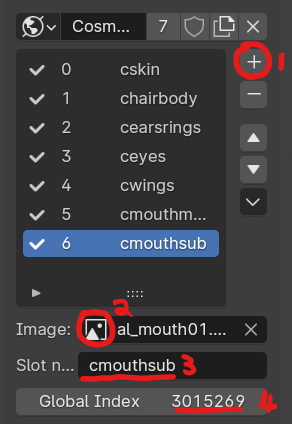 Cosm... 7
1
0 cskin
1 chairbody
2 cearsrings
3 ceyes
4 cwings
5 cmouthm...
6 cmouthsub
2
Image: al_mouth01....
Slot n... cmouthsub 3
Global Index 3015269 4